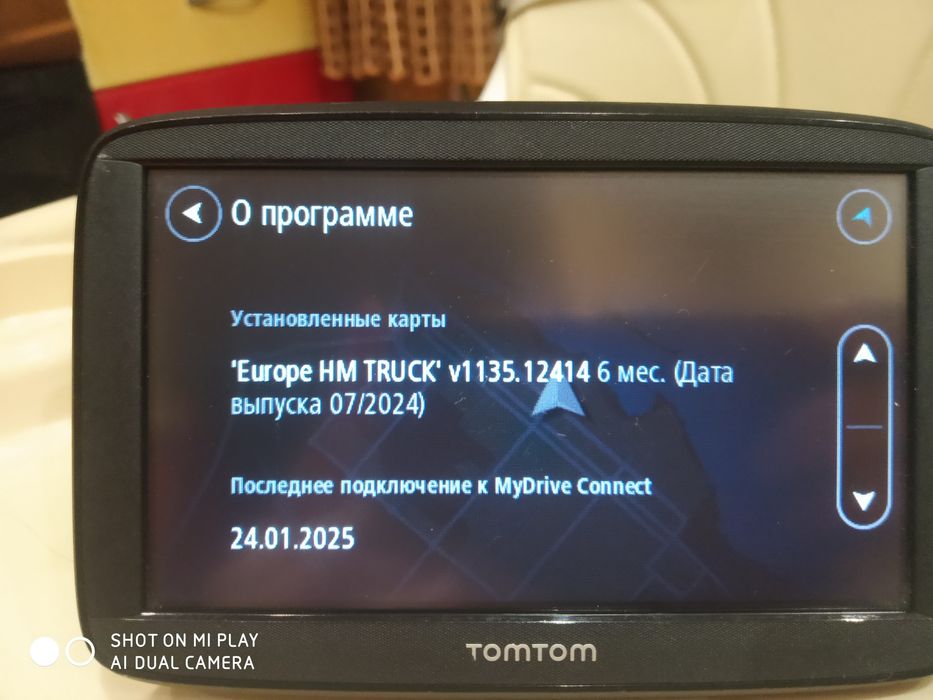 О программе
Установленные карты
'Europe HM TRUCK' v1135.12414 6 мес. (Дата
выпуска 07/2024)
Последнее подключение к MyDrive Connect
24.01.2025
TOMTOM
SHOT ON MI PLAY
AI DUAL CAMERA